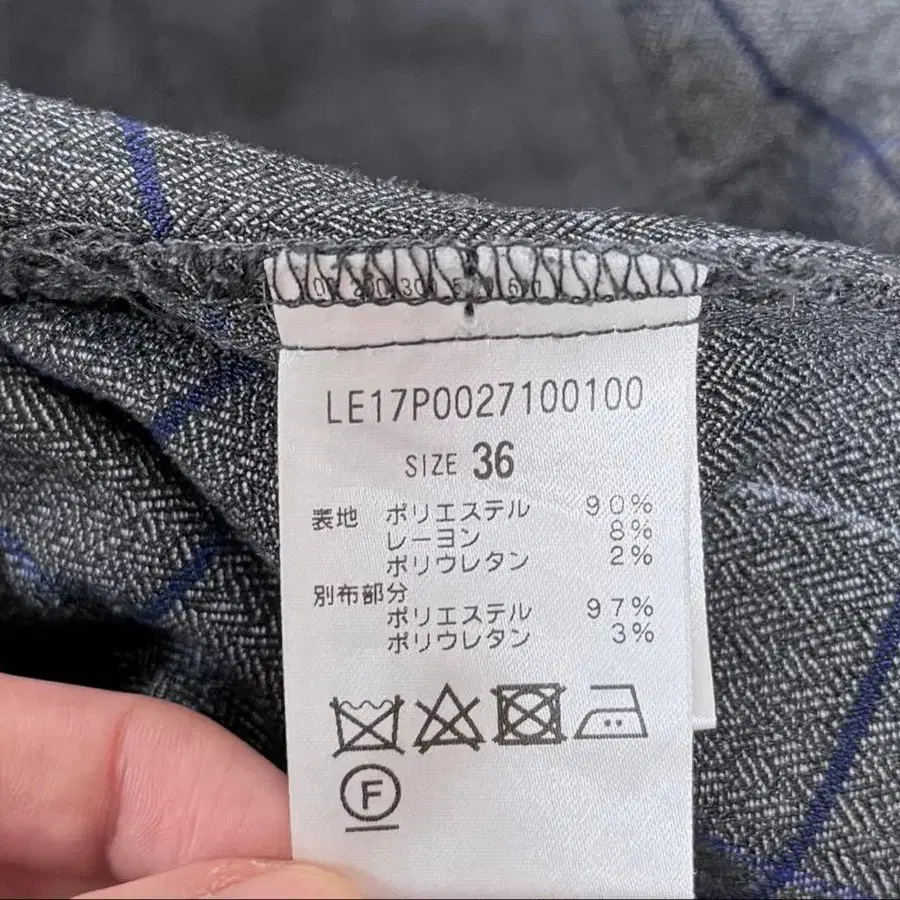 LE17P0027100100
SIZE 36
表地 ポリエステル 90%
レーヨン 8%
ポリウレタン 2%
別布部分
ポリエステル 97%
ポリウレタン 3%
F